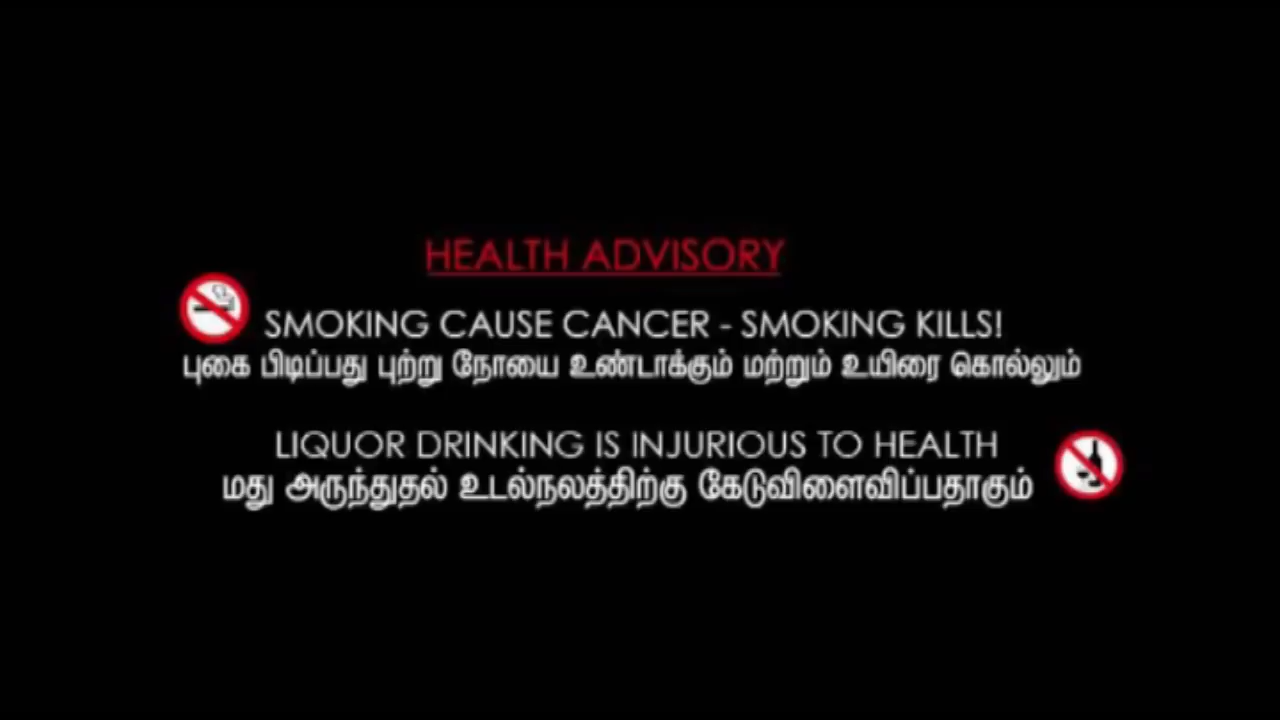 HEALTH ADVISORY
SMOKING CAUSE CANCER - SMOKING KILLS!
புகை பிடிப்பது புற்று நோயை உண்டாக்கும் மற்றும் உயிரை கொல்லும்
LIQUOR DRINKING IS INJURIOUS TO HEALTH
மது அருந்துதல் உடல்நலத்திற்கு கேடுவிளைவிப்பதாகும்